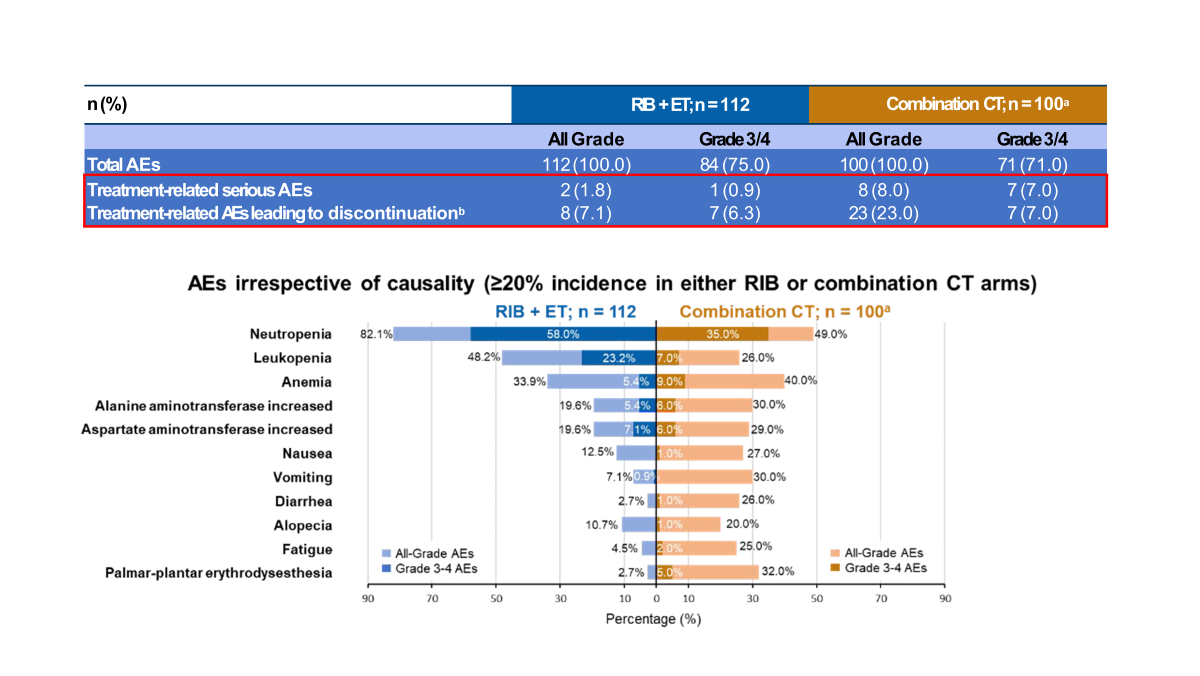 n (%) RIB + ET; n = 112 Combination CT; n = 100ᵃ
All Grade Grade 3/4 All Grade Grade 3/4
Total AEs 112 (100.0) 84 (75.0) 100 (100.0) 71 (71.0)
Treatment-related serious AEs 2 (1.8) 1 (0.9) 8 (8.0) 7 (7.0)
Treatment-related AEs leading to discontinuationᵇ 8 (7.1) 7 (6.3) 23 (23.0) 7 (7.0)
AEs irrespective of causality (≥20% incidence in either RIB or combination CT arms)
RIB + ET; n = 112 Combination CT; n = 100ᵃ
Neutropenia 82.1% 58.0% 35.0% 49.0%
Leukopenia 48.2% 23.2% 7.0% 26.0%
Anemia 33.9% 5.4% 9.0% 40.0%
Alanine aminotransferase increased 19.6% 5.4% 6.0% 30.0%
Aspartate aminotransferase increased 19.6% 7.1% 6.0% 29.0%
Nausea 12.5% 1.0% 27.0%
Vomiting 7.1% 0.9% 30.0%
Diarrhea 2.7% 1.0% 26.0%
Alopecia 10.7% 1.0% 20.0%
Fatigue 4.5% 2.0% 25.0%
Palmar-plantar erythrodysesthesia 2.7% 5.0% 32.0%
All-Grade AEs All-Grade AEs
Grade 3-4 AEs Grade 3-4 AEs
90 70 50 30 10 0 10 30 50 70 90
Percentage (%)